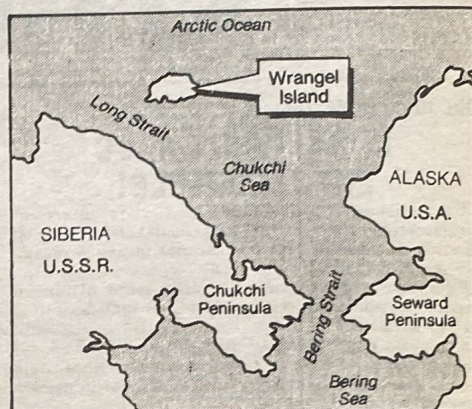 Arctic Ocean
Wrangel
Island
Long Strait
Chukchi
Sea
ALASKA
U.S.A.
SIBERIA
U.S.S.R.
Chukchi
Peninsula
Bering Strait
Seward
Peninsula
Bering
Sea